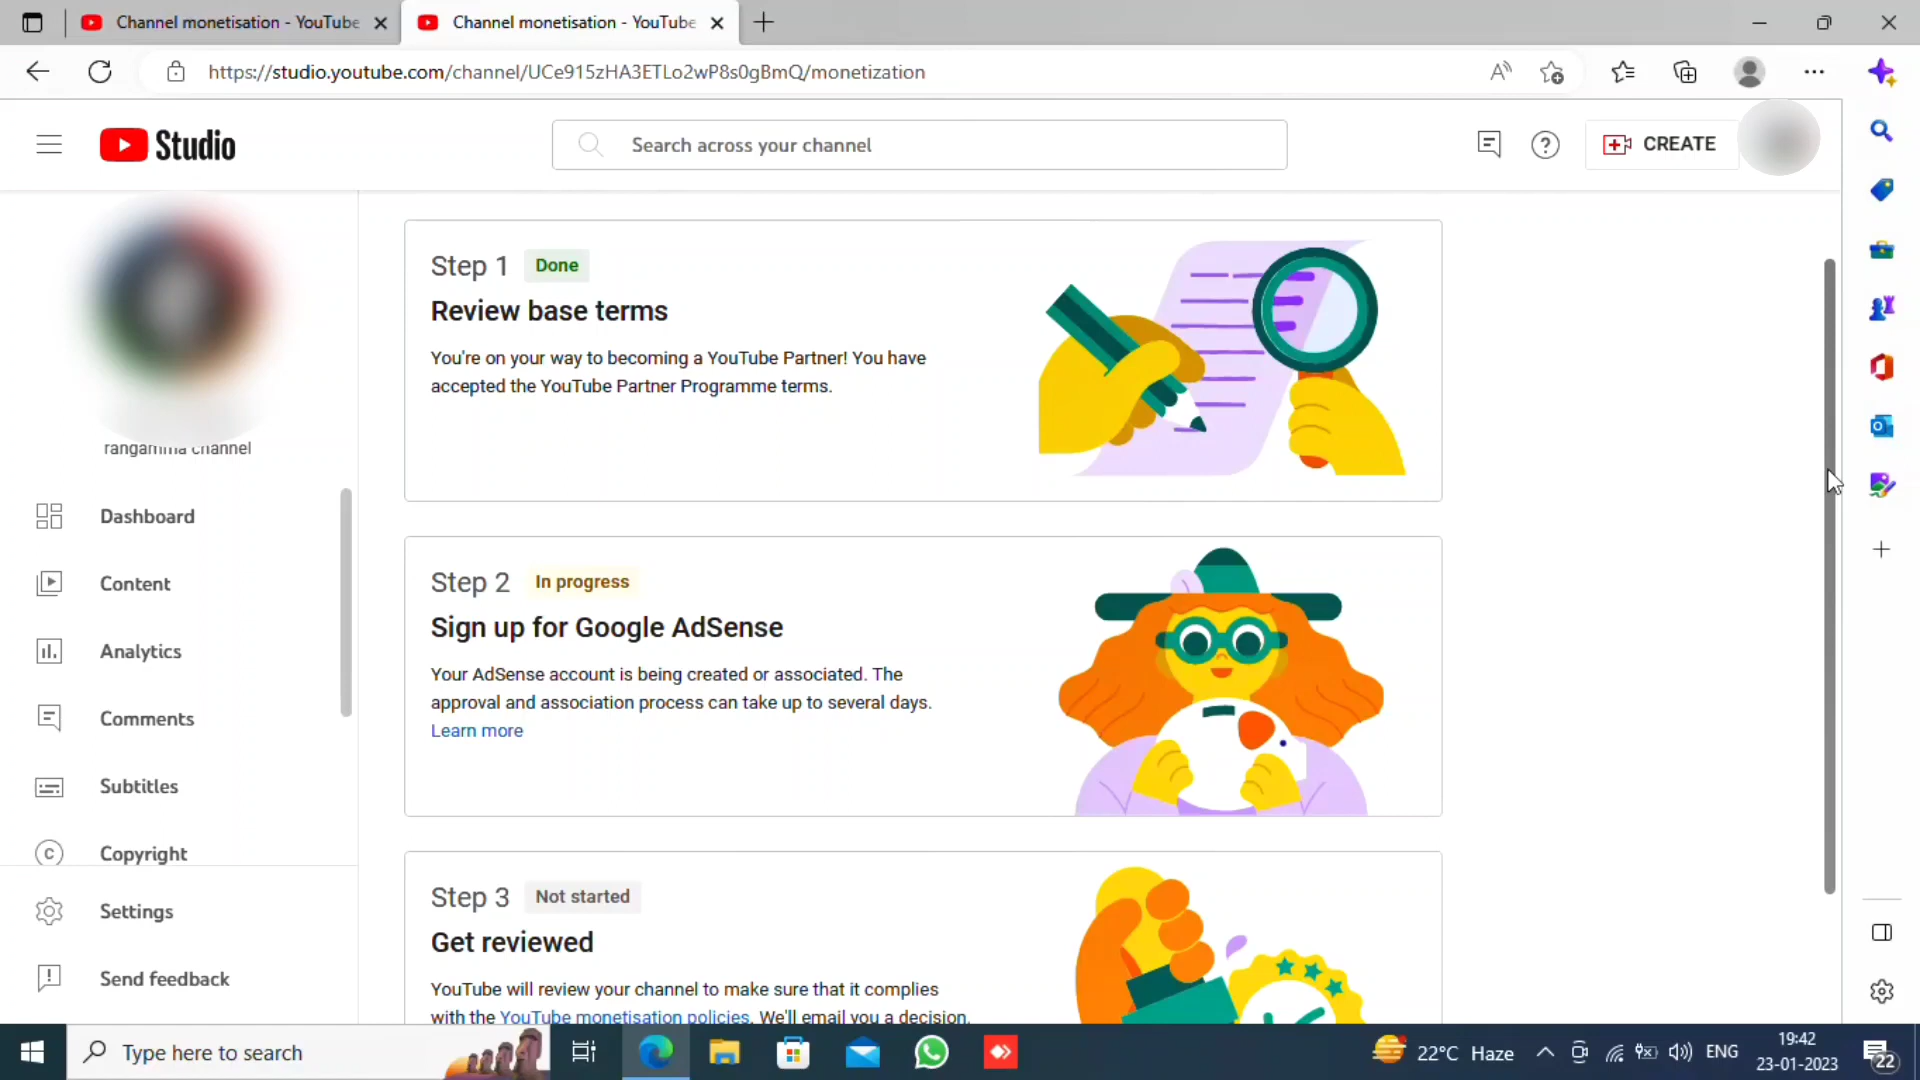 Channel monetisation - YouTube
Channel monetisation - YouTube
https://studio.youtube.com/channel/UCe915zHA3ETLo2wP8s0gBmQ/monetization
Studio
Search across your channel
CREATE
rangamma channel
Dashboard
Content
Analytics
Comments
Subtitles
Copyright
Settings
Send feedback
Step 1 Done
Review base terms
You're on your way to becoming a YouTube Partner! You have
accepted the YouTube Partner Programme terms.
Step 2 In progress
Sign up for Google AdSense
Your AdSense account is being created or associated. The
approval and association process can take up to several days.
Learn more
Step 3 Not started
Get reviewed
YouTube will review your channel to make sure that it complies
with the YouTube monetisation policies. We'll email you a decision.
Type here to search
22°C Haze
ENG
19:42
23-01-2023
22